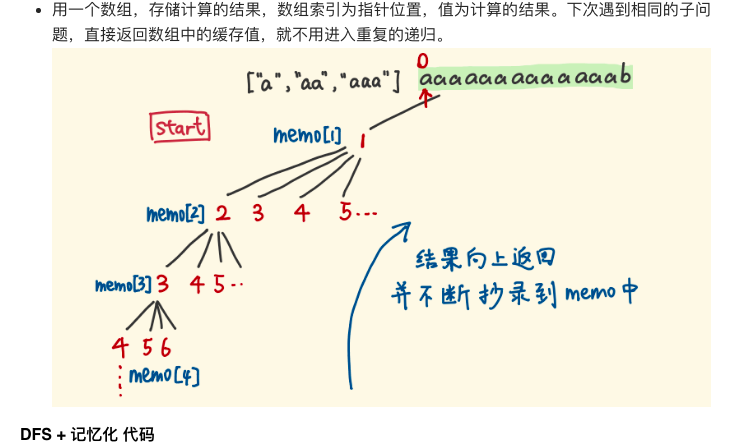 用一个数组，存储计算的结果，数组索引为指针位置，值为计算的结果。下次遇到相同的子问
题，直接返回数组中的缓存值，就不用进入重复的递归。
0
["a","aa","aaa"] aaaaaaaaaaaaab
start
memo[1] 1
memo[2] 2 3 4 5...
结果向上返回
memo[3] 3 4 5..
并不断抄录到memo中
4 5 6
memo[4]
DFS + 记忆化 代码